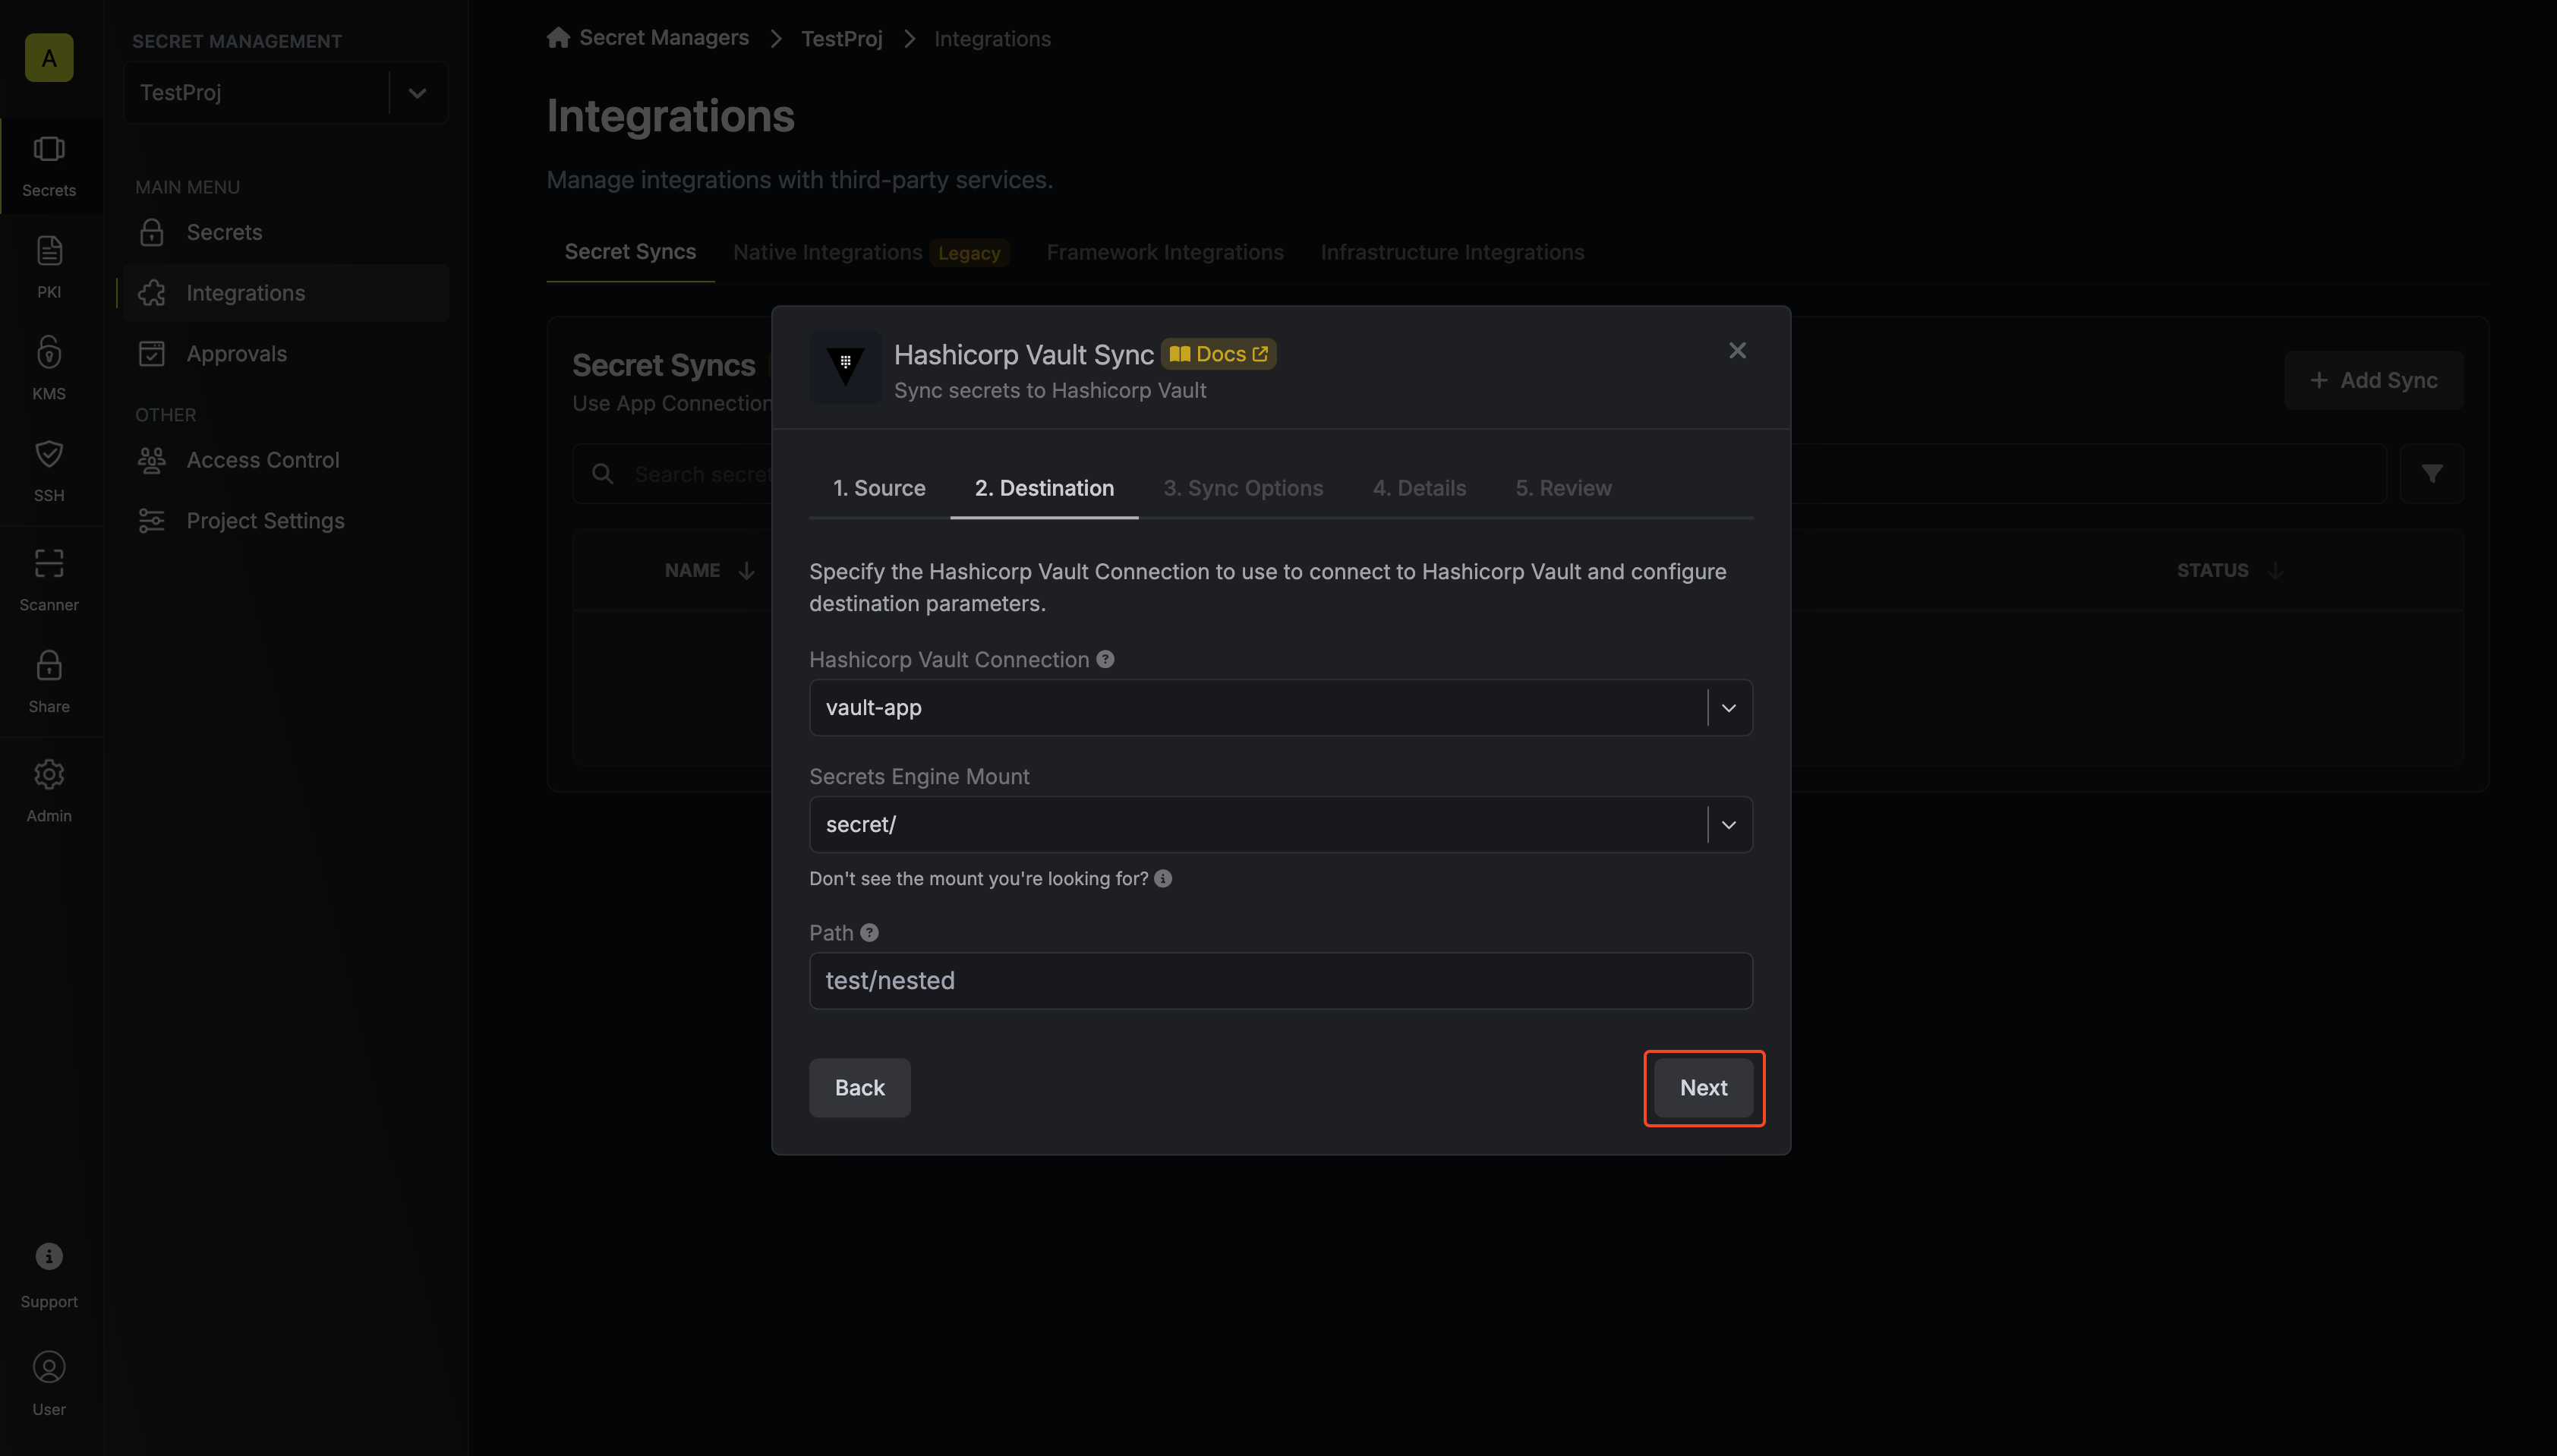 A
Secrets
PKI
KMS
SSH
Scanner
Share
Admin
Support
User
SECRET MANAGEMENT
TestProj
MAIN MENU
Secrets
Integrations
Approvals
OTHER
Access Control
Project Settings
Secret Managers
TestProj
Integrations
Integrations
Manage integrations with third-party services.
Secret Syncs
Native Integrations Legacy
Framework Integrations
Infrastructure Integrations
Secret Syncs
Use App Connection
+ Add Sync
Search secret
NAME
STATUS
Hashicorp Vault Sync Docs
Sync secrets to Hashicorp Vault
1. Source
2. Destination
3. Sync Options
4. Details
5. Review
Specify the Hashicorp Vault Connection to use to connect to Hashicorp Vault and configure
destination parameters.
Hashicorp Vault Connection
vault-app
Secrets Engine Mount
secret/
Don't see the mount you're looking for?
Path
test/nested
Back
Next